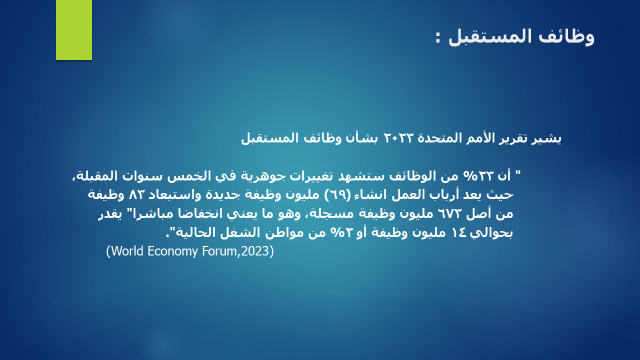 وظائف المستقبل :
يشير تقرير الأمم المتحدة ٢٠٢٣ بشأن وظائف المستقبل
" أن ٢٣% من الوظائف ستشهد تغييرات جوهرية في الخمس سنوات المقبلة،
حيث يعد أرباب العمل انشاء (٦٩) مليون وظيفة جديدة واستبعاد ٨٣ وظيفة
من أصل ٦٧٣ مليون وظيفة مسجلة، وهو ما يعني انخفاضا مباشرا" يقدر
بحوالي ١٤ مليون وظيفة أو ٣% من مواطن الشغل الحالية".
(World Economy Forum,2023)